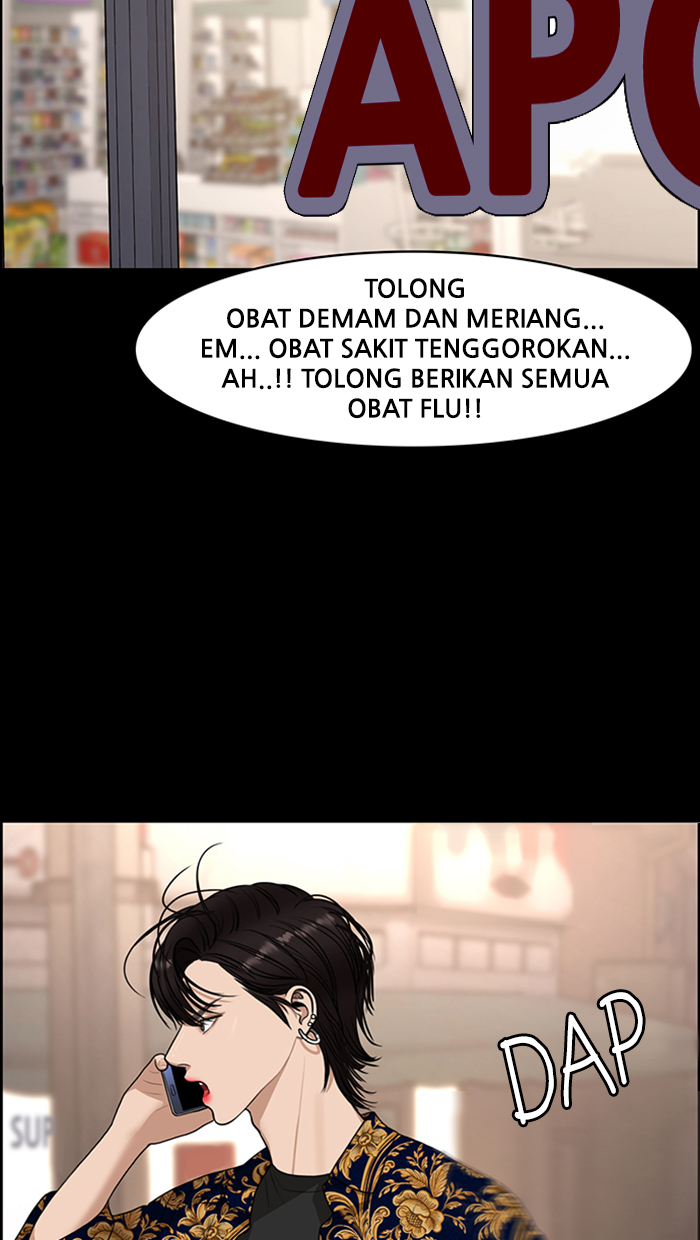 APO
TOLONG
OBAT DEMAM DAN MERIANG...
EM... OBAT SAKIT TENGGOROKAN...
AH..!! TOLONG BERIKAN SEMUA
OBAT FLU!!
DAP
SUP